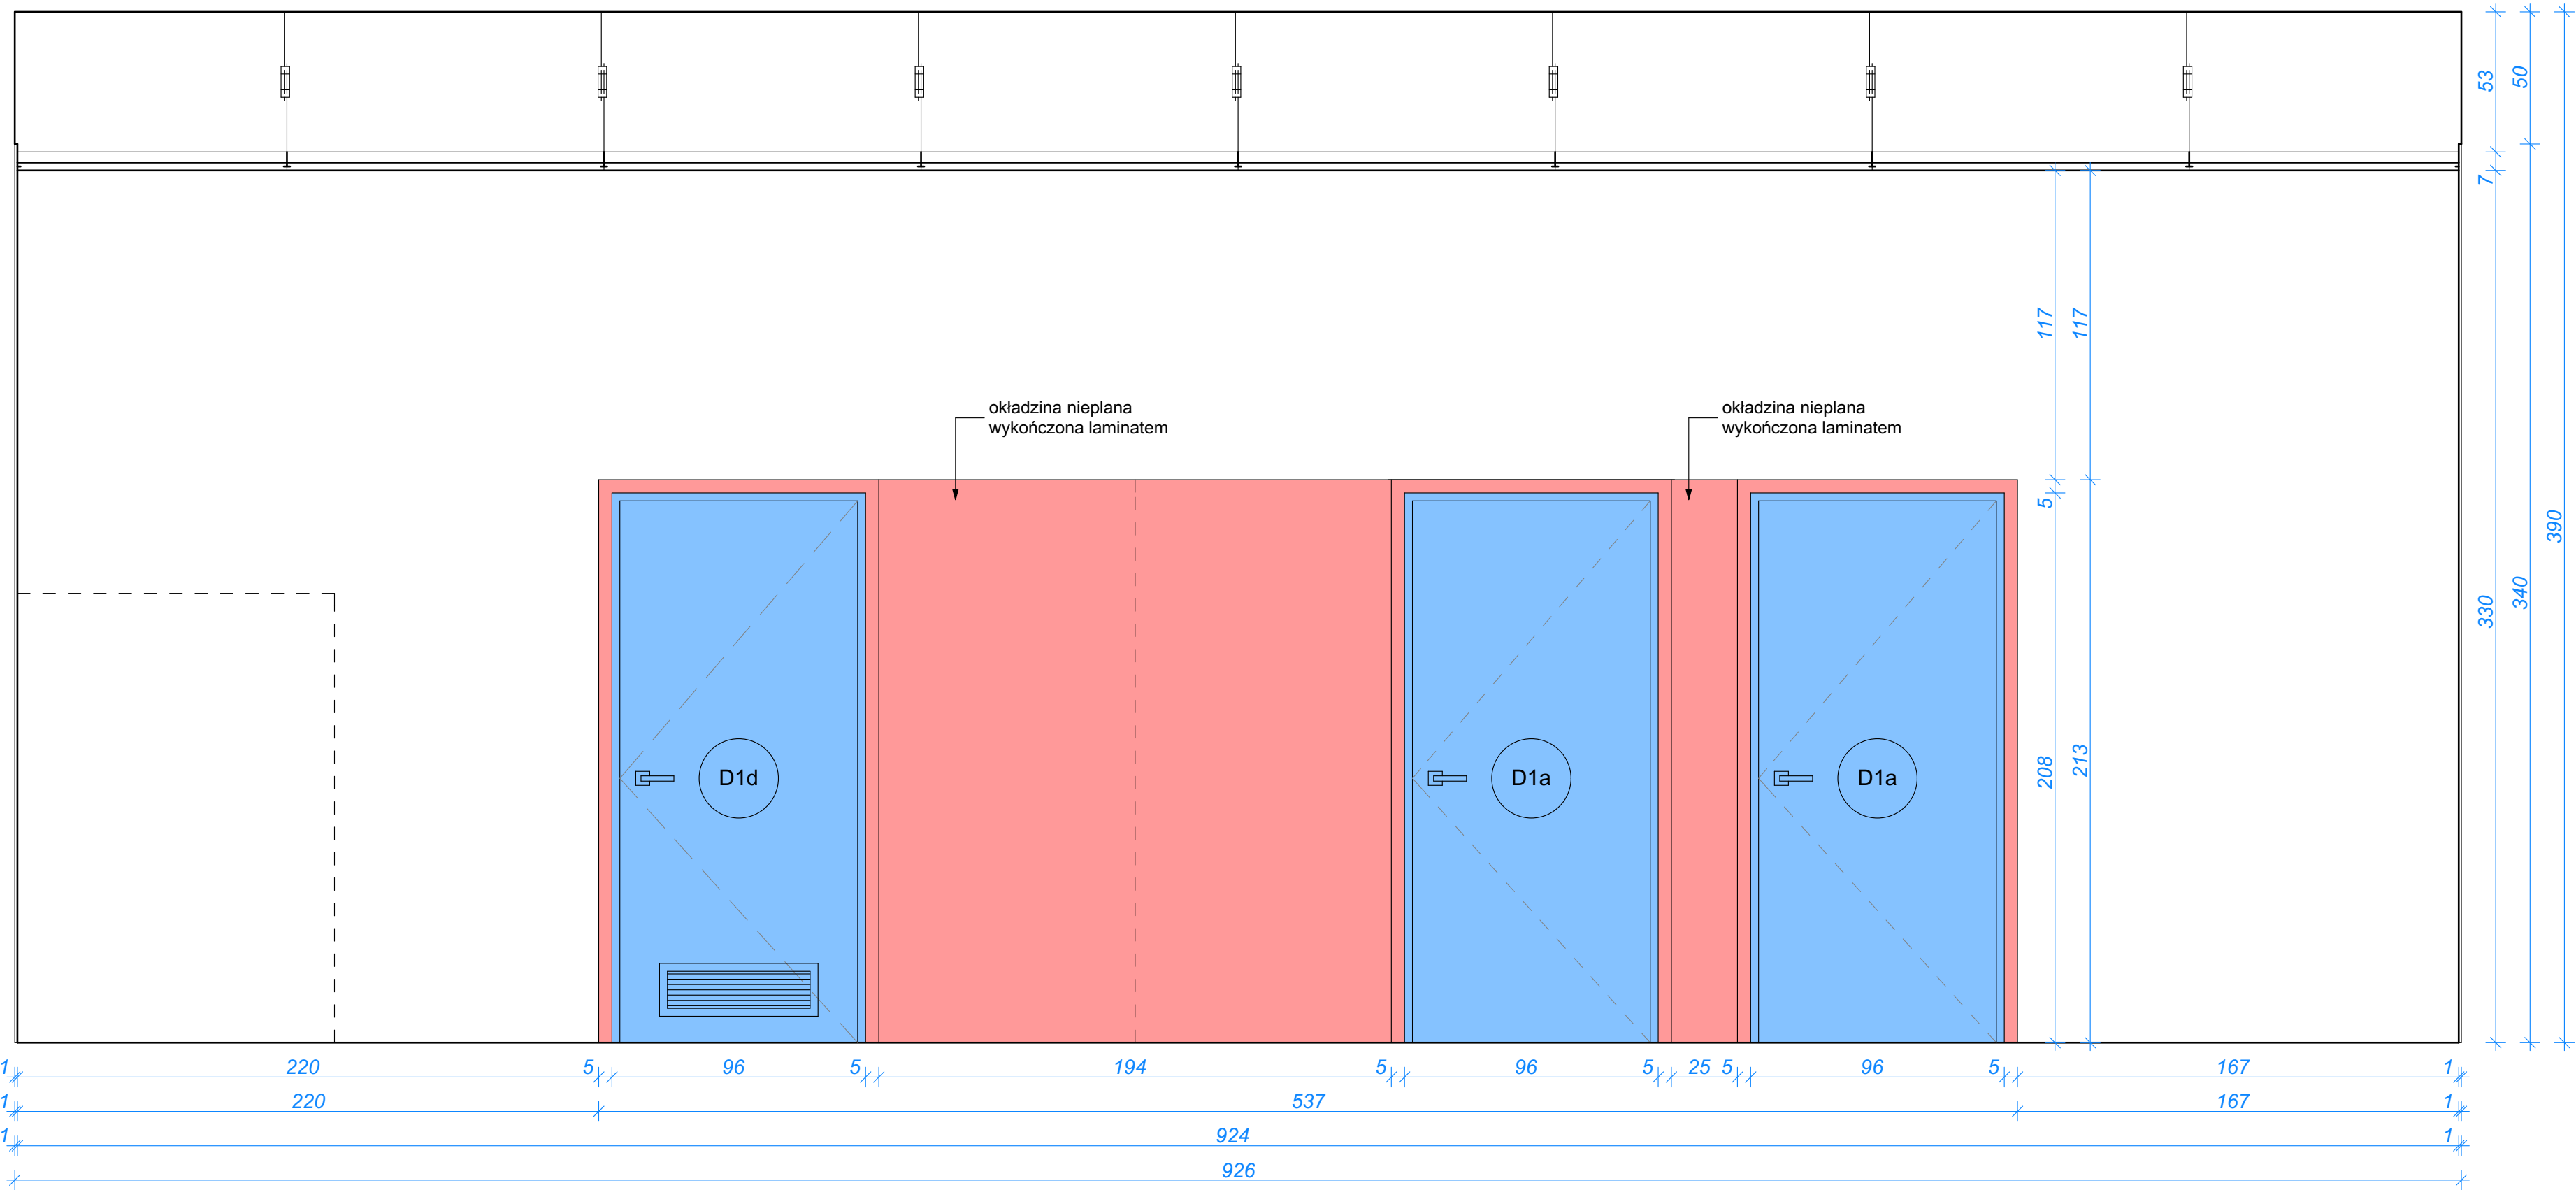 53
50
7
117
117
okładzina nieplana
wykończona laminatem
okładzina nieplana
wykończona laminatem
5
390
330
340
208
213
D1d
D1a
D1a
1 220 5 96 5 194 5 96 5 25 5 96 5 167 1
1 220 537 167 1
1 924 1
926